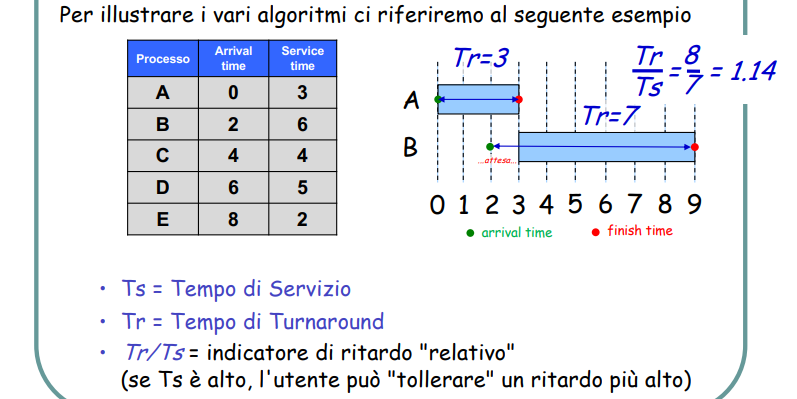 Per illustrare i vari algoritmi ci riferiremo al seguente esempio
Processo Arrival time Service time
A 0 3
B 2 6
C 4 4
D 6 5
E 8 2
Tr=3
Tr/Ts = 8/7 = 1.14
A
Tr=7
B
...attesa...
0 1 2 3 4 5 6 7 8 9
arrival time finish time
• Ts = Tempo di Servizio
• Tr = Tempo di Turnaround
• Tr/Ts = indicatore di ritardo "relativo"
(se Ts è alto, l'utente può "tollerare" un ritardo più alto)